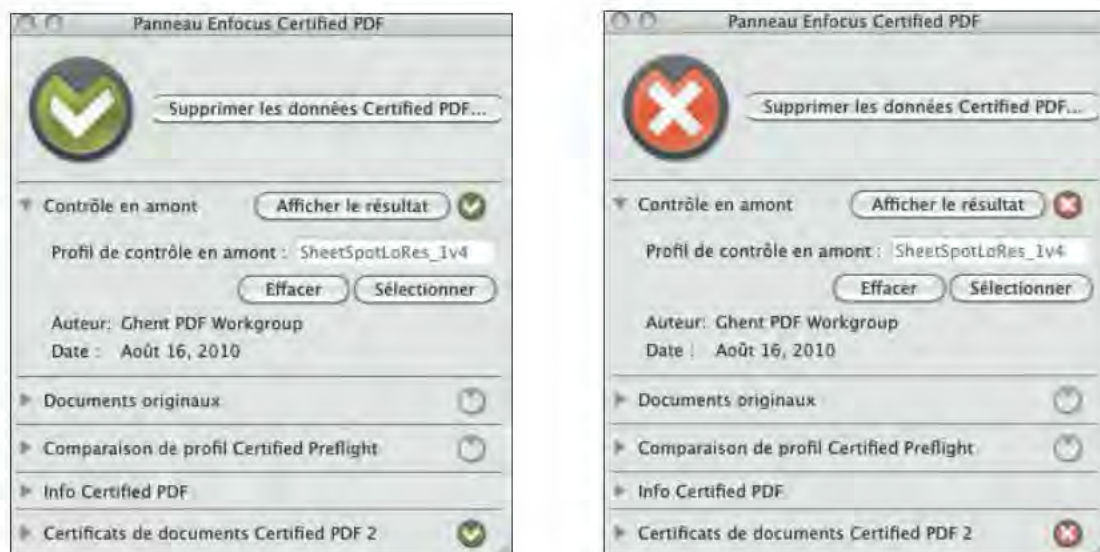 Panneau Enfocus Certified PDF
Supprimer les données Certified PDF...
Contrôle en amont
Afficher le résultat
Profil de contrôle en amont : SheetSpotLoRes_1v4
Effacer
Sélectionner
Auteur: Ghent PDF Workgroup
Date : Août 16, 2010
Documents originaux
Comparaison de profil Certified Preflight
Info Certified PDF
Certificats de documents Certified PDF 2
Panneau Enfocus Certified PDF
Supprimer les données Certified PDF...
Contrôle en amont
Afficher le résultat
Profil de contrôle en amont : SheetSpotLoRes_1v4
Effacer
Sélectionner
Auteur: Ghent PDF Workgroup
Date : Août 16, 2010
Documents originaux
Comparaison de profil Certified Preflight
Info Certified PDF
Certificats de documents Certified PDF 2